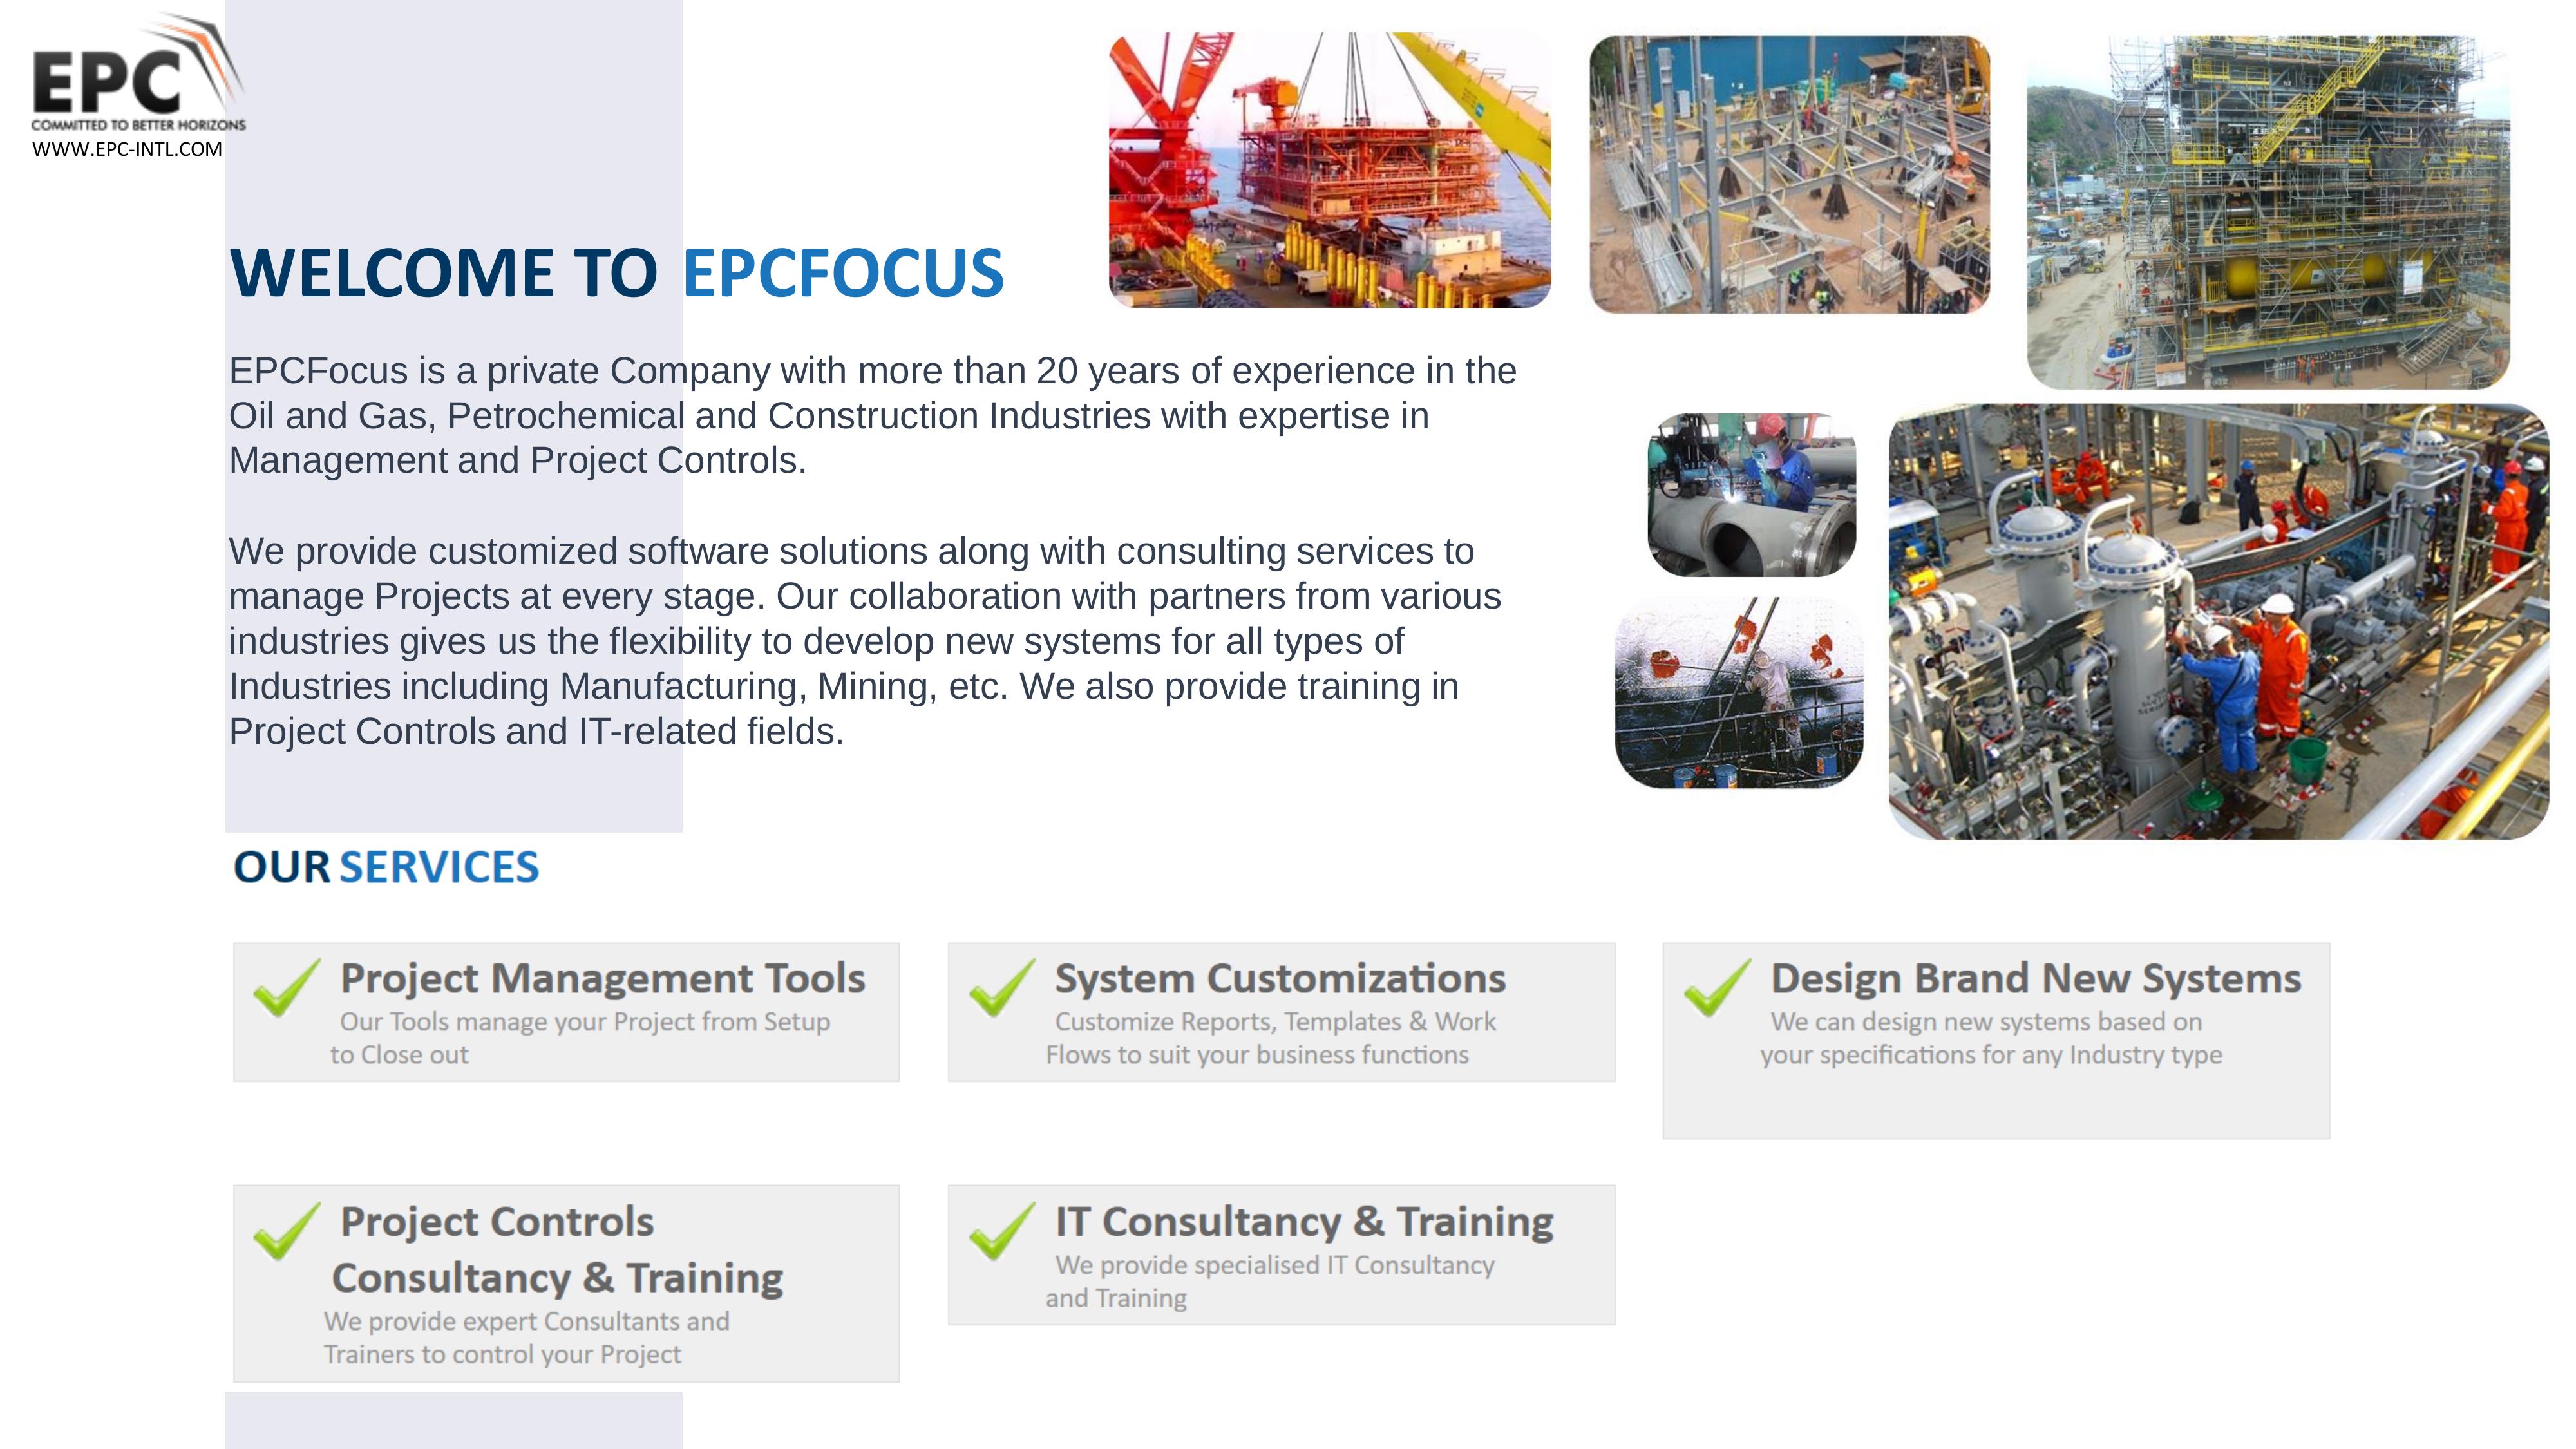 EPC
COMMITTED TO BETTER HORIZONS
WWW.EPC-INTL.COM
WELCOME TO EPCFOCUS
EPCFocus is a private Company with more than 20 years of experience in the
Oil and Gas, Petrochemical and Construction Industries with expertise in
Management and Project Controls.
We provide customized software solutions along with consulting services to
manage Projects at every stage. Our collaboration with partners from various
industries gives us the flexibility to develop new systems for all types of
Industries including Manufacturing, Mining, etc. We also provide training in
Project Controls and IT-related fields.
OUR SERVICES
Project Management Tools
Our Tools manage your Project from Setup
to Close out
System Customizations
Customize Reports, Templates & Work
Flows to suit your business functions
Design Brand New Systems
We can design new systems based on
your specifications for any Industry type
Project Controls
Consultancy & Training
We provide expert Consultants and
Trainers to control your Project
IT Consultancy & Training
We provide specialised IT Consultancy
and Training